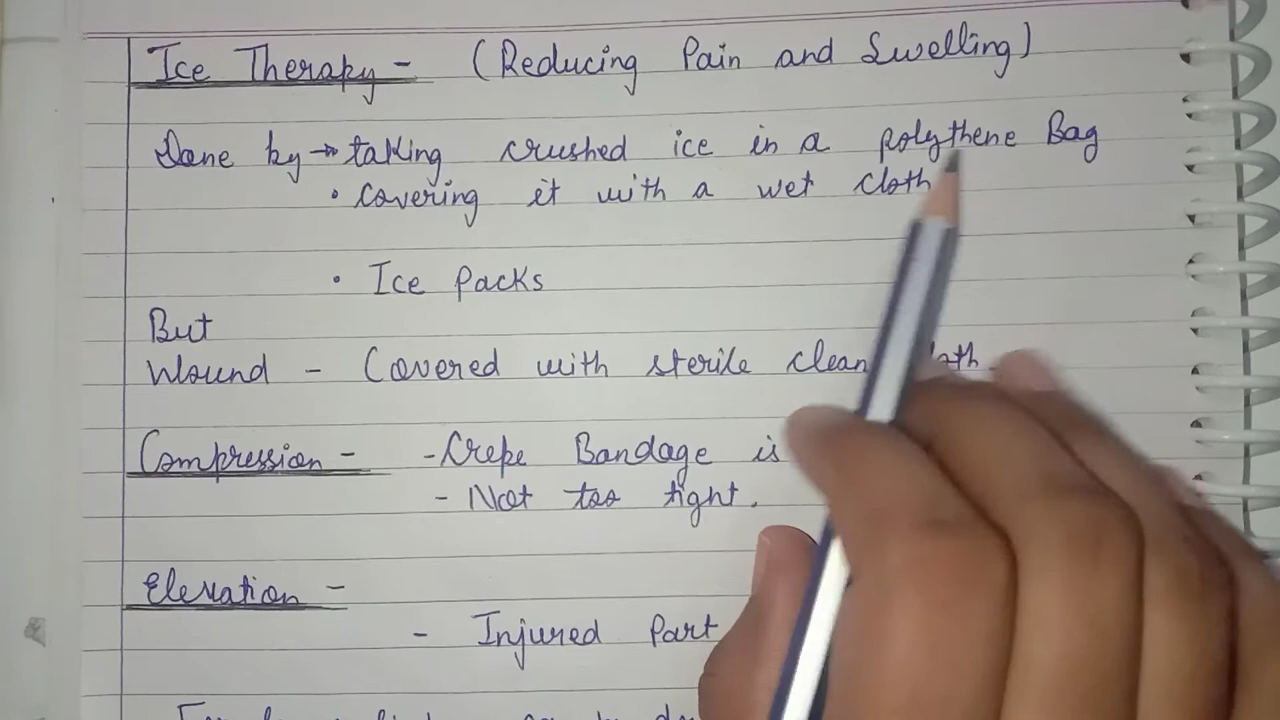 Ice Therapy - (Reducing Pain and Swelling)
Done by → taking crushed ice in a polythene Bag
• Covering it with a wet cloth
• Ice Packs
But
Wound - Covered with sterile clean
Compression - - Crepe Bandage is
- Not too tight.
Elevation -
- Injured Part